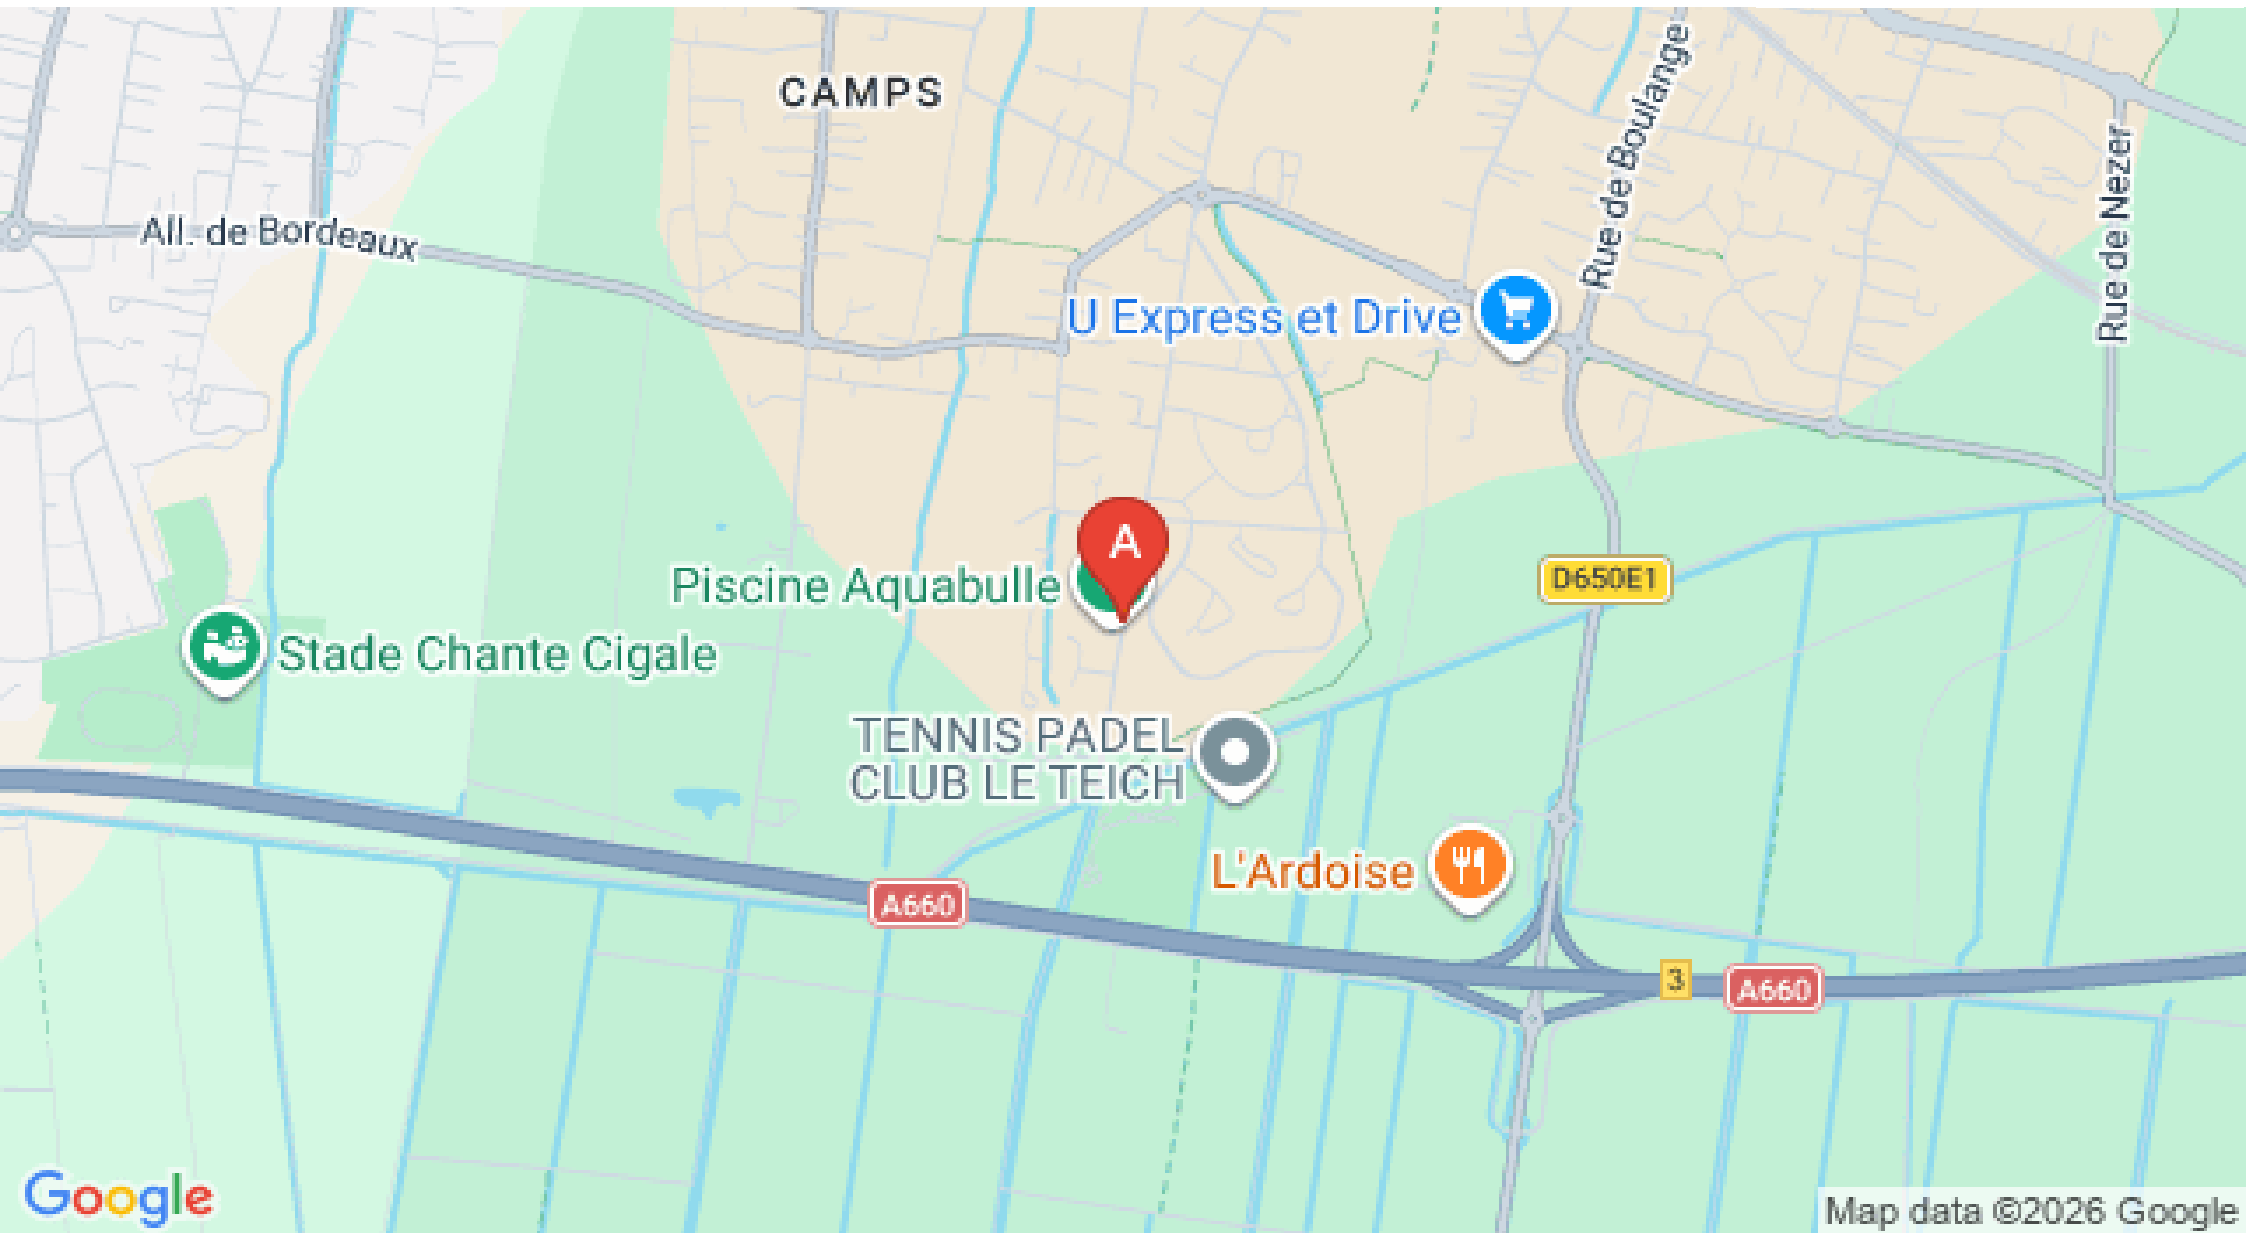 CAMPS
Rue de Boulange
Rue de Nezer
All. de Bordeaux
U Express et Drive
A
Piscine Aquabulle
D650E1
Stade Chante Cigale
TENNIS PADEL
CLUB LE TEICH
L'Ardoise
A660
3
A660
Google
Map data ©2026 Google